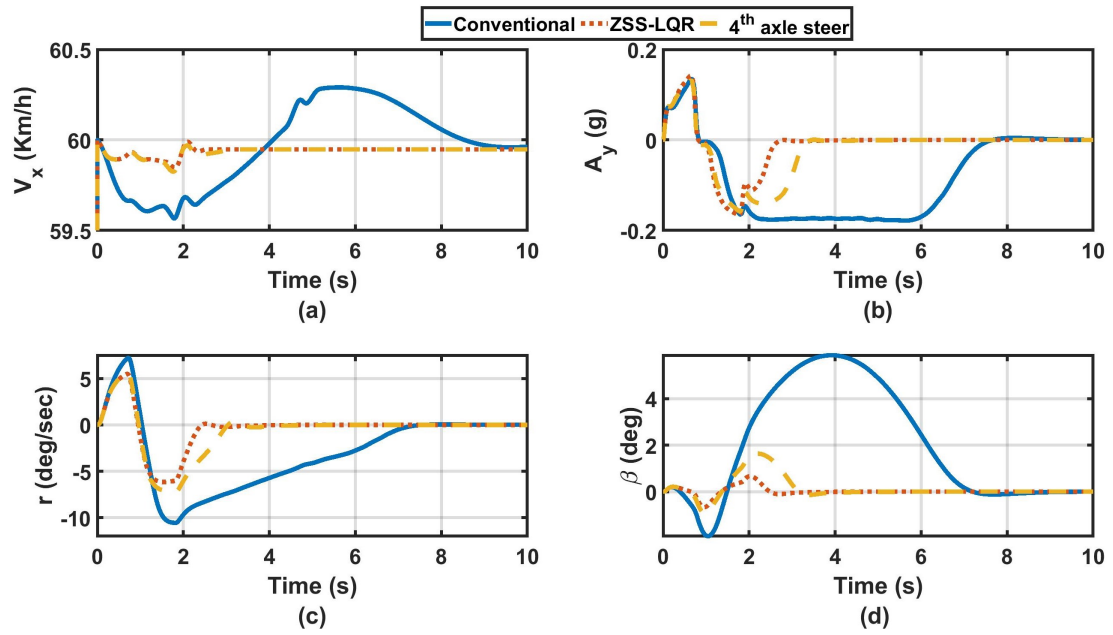 Conventional ZSS-LQR 4th axle steer
60.5
60
59.5
V_x (Km/h)
0 2 4 6 8 10
Time (s)
(a)
0.2
0
-0.2
A_y (g)
0 2 4 6 8 10
Time (s)
(b)
5
0
-5
-10
r (deg/sec)
0 2 4 6 8 10
Time (s)
(c)
4
2
0
β (deg)
0 2 4 6 8 10
Time (s)
(d)